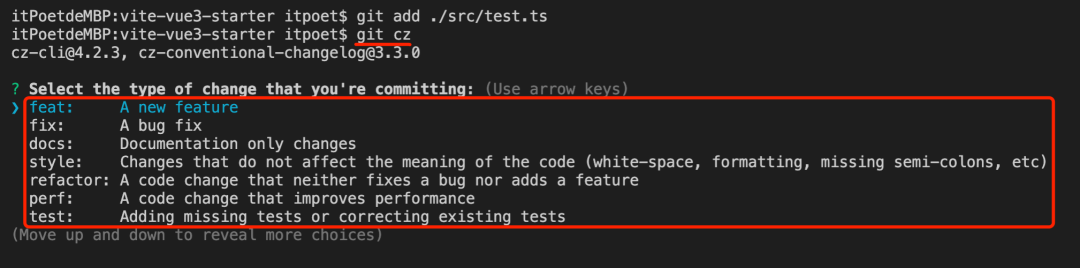 itPoetdeMBP:vite-vue3-starter itpoet$ git add ./src/test.ts
itPoetdeMBP:vite-vue3-starter itpoet$ git cz
cz-cli@4.2.3, cz-conventional-changelog@3.3.0
? Select the type of change that you're committing: (Use arrow keys)
❯ feat:     A new feature
fix:      A bug fix
docs:     Documentation only changes
style:    Changes that do not affect the meaning of the code (white-space, formatting, missing semi-colons, etc)
refactor: A code change that neither fixes a bug nor adds a feature
perf:     A code change that improves performance
test:     Adding missing tests or correcting existing tests
(Move up and down to reveal more choices)